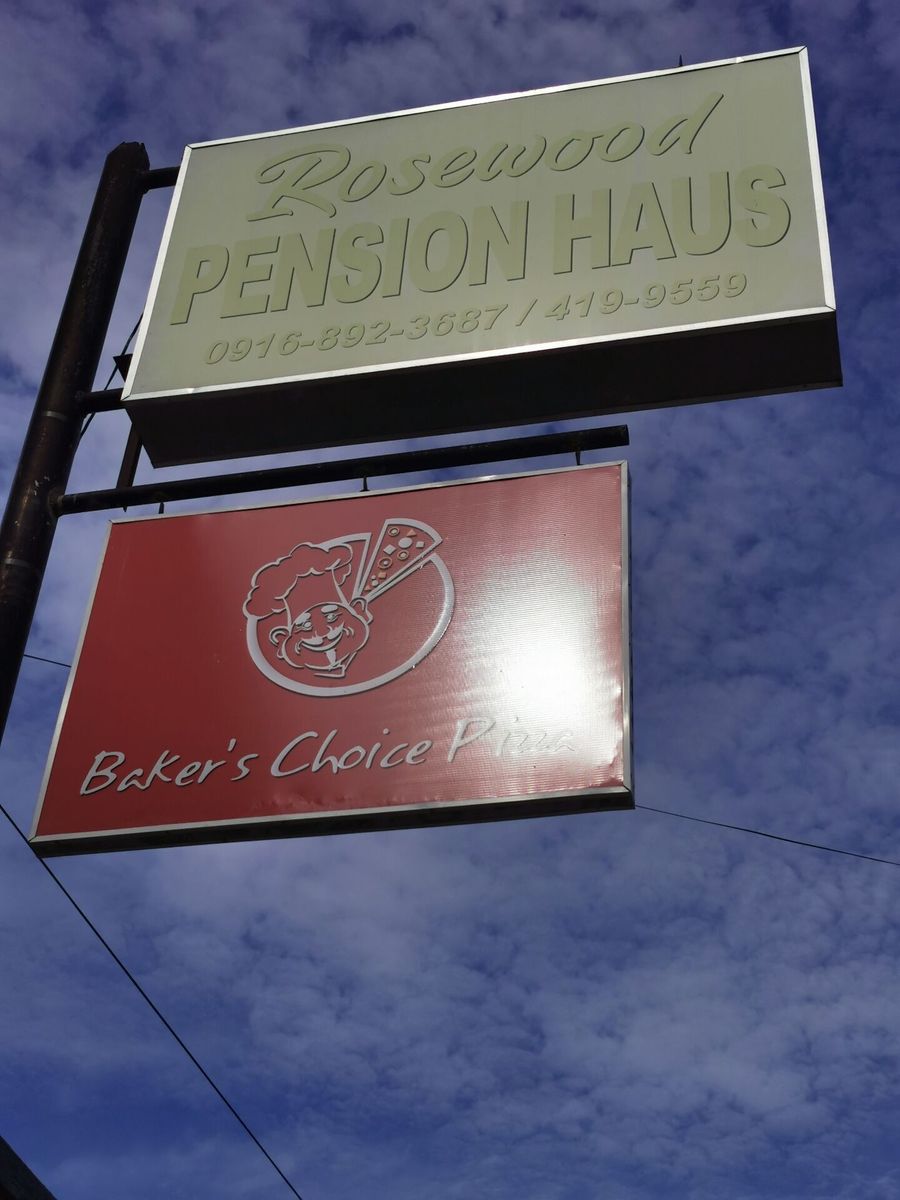 Rosewood
PENSION HAUS
0916-892-3687 / 419-9559
Baker's Choice Pizza